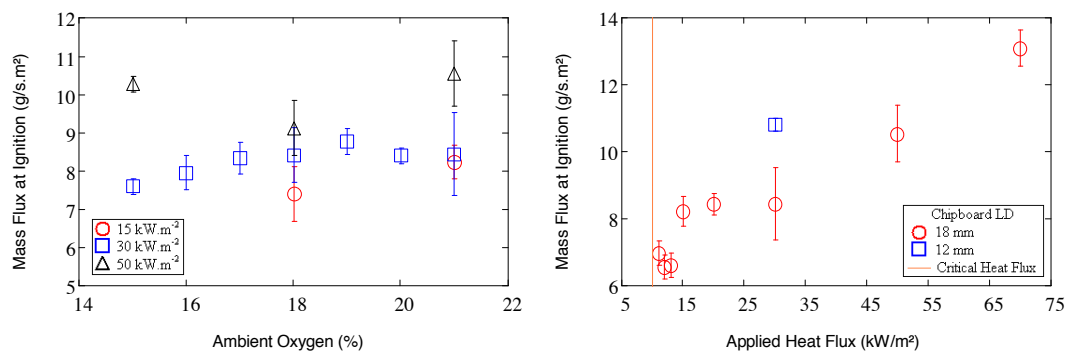 12
11
10
9
8
7
6
5
14
16
18
20
22
Mass Flux at Ignition (g/s.m²)
Ambient Oxygen (%)
15 kW.m⁻²
30 kW.m⁻²
50 kW.m⁻²
14
12
10
8
6
5
15
25
35
45
55
65
75
Mass Flux at Ignition (g/s.m²)
Applied Heat Flux (kW/m²)
Chipboard LD
18 mm
12 mm
Critical Heat Flux